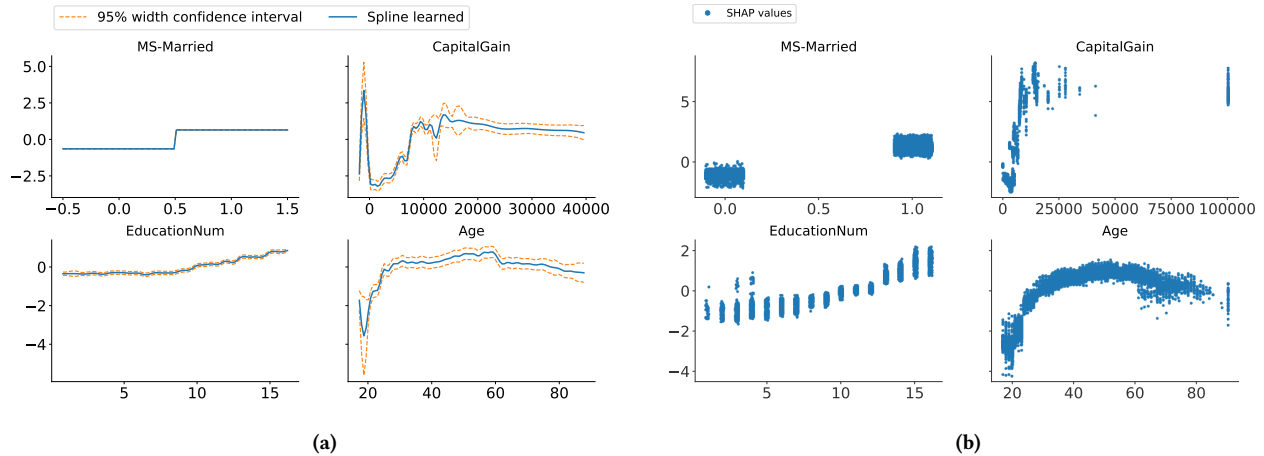 95% width confidence interval
Spline learned
MS-Married
CapitalGain
5.0
2.5
0.0
−2.5
−0.5 0.0 0.5 1.0 1.5
0 10000 20000 30000 40000
EducationNum
Age
0
−2
−4
5 10 15
20 40 60 80
(a)
SHAP values
MS-Married
CapitalGain
5
0
0.0 0.5 1.0
0 25000 50000 75000 100000
EducationNum
Age
2
0
−2
−4
5 10 15
20 40 60 80
(b)